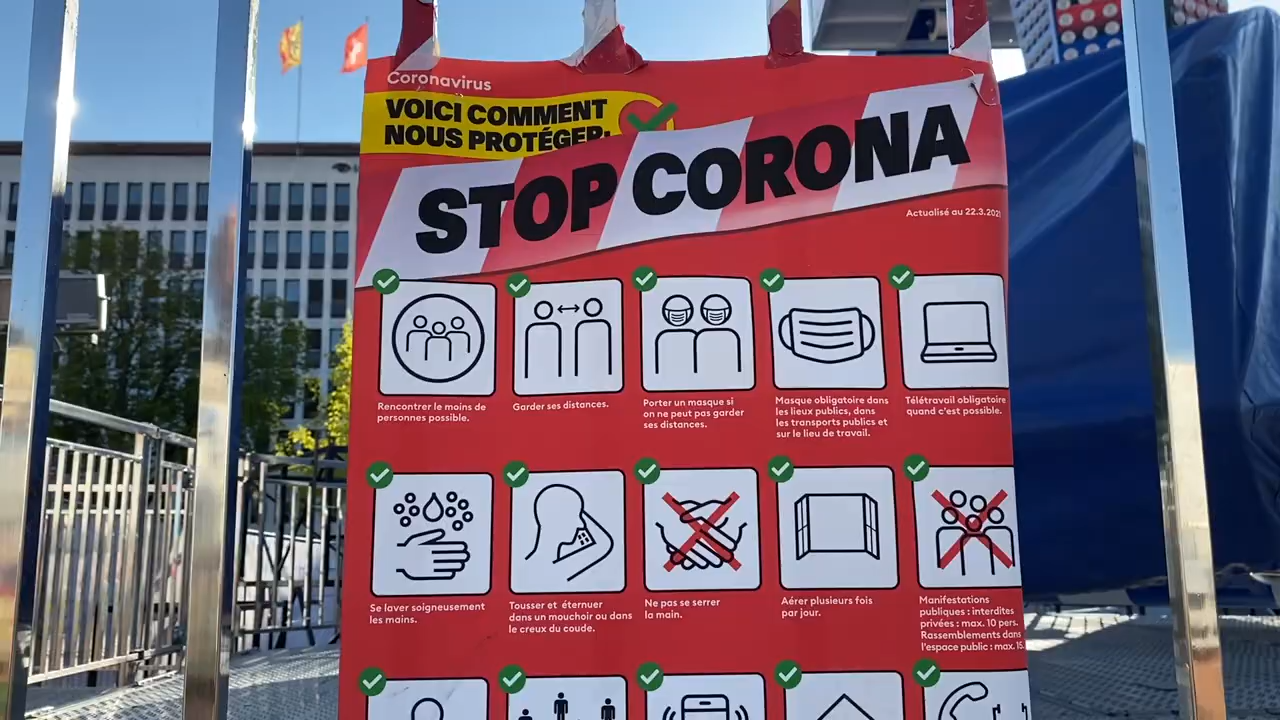 Coronavirus
VOICI COMMENT
NOUS PROTÉGER:
STOP CORONA
Actualisé au 22.3.2021
Rencontrer le moins de
personnes possible.
Garder ses distances.
Porter un masque si
on ne peut pas garder
ses distances.
Masque obligatoire dans
les lieux publics, dans
les transports publics et
sur le lieu de travail.
Télétravail obligatoire
quand c'est possible.
Se laver soigneusement
les mains.
Tousser et éternuer
dans un mouchoir ou dans
le creux du coude.
Ne pas se serrer
la main.
Aérer plusieurs fois
par jour.
Manifestations
publiques : interdites
privées : max. 10 pers.
Rassemblements dans
l'espace public : max. 15